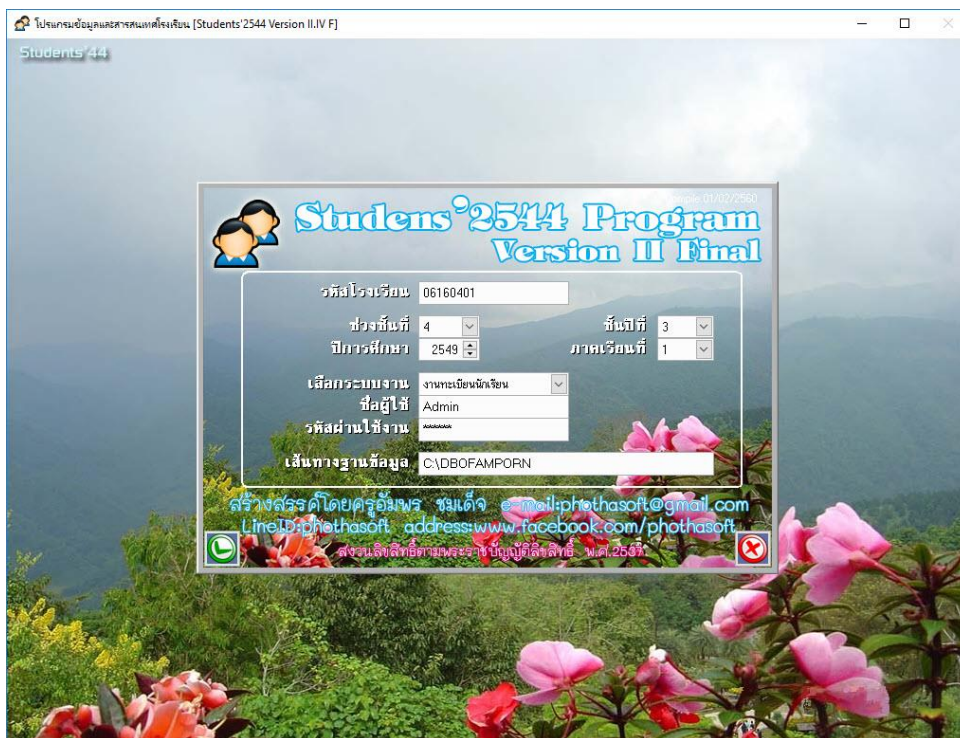 โปรแกรมข้อมูลและสารสนเทศโรงเรียน [Students'2544 Version II.IV F]
Students'44
01/02/2560
Studens'2544 Program
Version II Final
รหัสโรงเรียน 06160401
ช่วงชั้นที่ 4 ชั้นปีที่ 3
ปีการศึกษา 2549 ภาคเรียนที่ 1
เลือกระบบงาน งานทะเบียนนักเรียน
ชื่อผู้ใช้ Admin
รหัสผ่านใช้งาน ******
เส้นทางฐานข้อมูล C:\DBOFAMPORN
สร้างสรรค์โดยครูอัมพร ชมเด็จ e-mail:phothasoft@gmail.com
LineID:phothasoft address:www.facebook.com/phothasoft
สงวนลิขสิทธิ์ตามพระราชบัญญัติลิขสิทธิ์ พ.ศ.2537